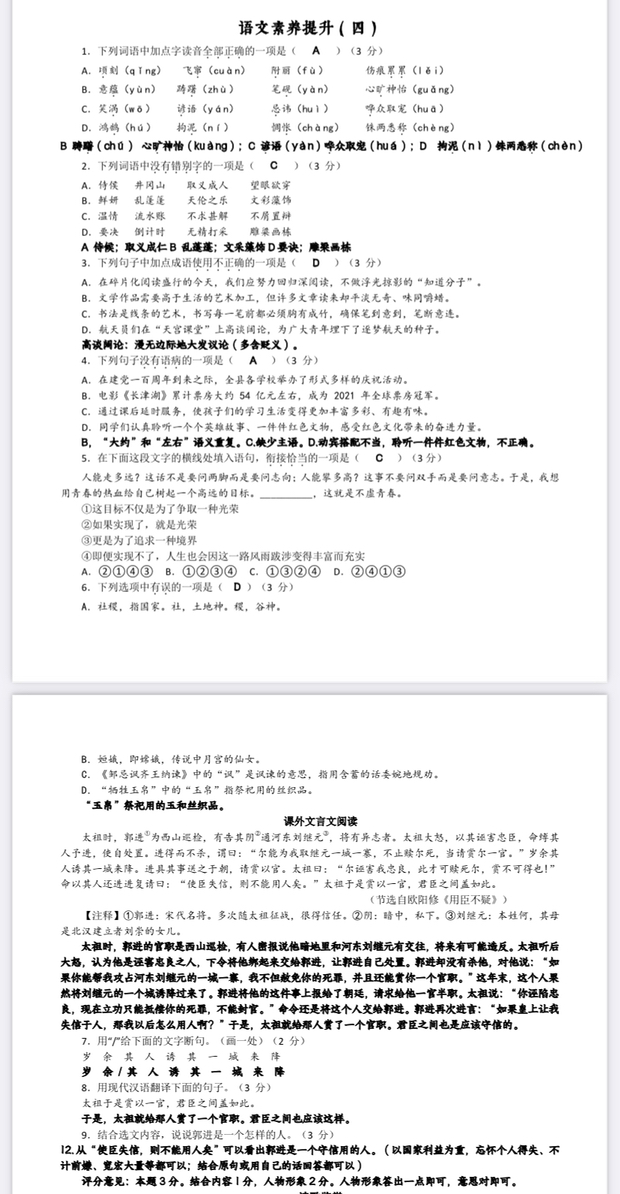 语文素养提升(四)
1. 下列词语中加点字读音全部正确的一项是( A )(3 分)
A. 顷刻(qǐng) 飞窜(cuàn) 附丽(fù) 伤痕累累(lěi)
B. 意蕴(yùn) 踌躇(zhù) 笔砚(yàn) 心旷神怡(guǎng)
C. 笑涡(wō) 谚语(yán) 忌讳(huì) 哗众取宠(huā)
D. 鸿鹄(hú) 拘泥(ní) 惆怅(chàng) 铢两悉称(chèng)
B 踌躇(chú) 心旷神怡(kuàng);C 谚语(yàn)哗众取宠(huá);D 拘泥(nì)铢两悉称(chèn)
2. 下列词语中没有错别字的一项是( C )(3 分)
A. 侍侯 井冈山 取义成人 望眼欲穿
B. 鲜妍 乱蓬蓬 天伦之乐 文彩藻饰
C. 温情 流水账 不求甚解 不屑置辩
D. 要决 倒计时 无精打采 雕粱画栋
A 侍候;取义成仁 B 乱蓬蓬;文采藻饰 D 要诀;雕梁画栋
3. 下列句子中加点成语使用不正确的一项是( D )(3 分)
A. 在碎片化阅读盛行的今天,我们应努力回归深阅读,不做浮光掠影的“知道分子”。
B. 文学作品需要高于生活的艺术加工,但许多文章读来却平淡无奇、味同嚼蜡。
C. 书法是线条的艺术,书写每一笔前都必须胸有成竹,确保笔到意到,笔断意连。
D. 航天员们在“天宫课堂”上高谈阔论,为广大青年埋下了逐梦航天的种子。
高谈阔论:漫无边际地大发议论(多含贬义)。
4. 下列句子没有语病的一项是( A )(3 分)
A. 在建党一百周年到来之际,全县各学校举办了形式多样的庆祝活动。
B. 电影《长津湖》累计票房大约 54 亿元左右,成为 2021 年全球票房冠军。
C. 通过课后延时服务,使孩子们的学习生活变得更加丰富多彩、有趣有味。
D. 同学们认真聆听一个个英雄故事、一件件红色文物,感受红色文化带来的奋进力量。
B,“大约”和“左右”语义重复。C.缺少主语。D.动宾搭配不当,聆听一件件红色文物,不正确。
5. 在下面这段文字的横线处填入语句,衔接恰当的一项是( C )(3分)
人能走多远?这话不是要问两脚而是要问志向;人能攀多高?这事不要问双手而是要问意志。于是,我想
用青春的热血给自己树起一个高远的目标。__________,这就是不虚青春。
①这目标不仅是为了争取一种光荣
②如果实现了,就是光荣
③更是为了追求一种境界
④即便实现不了,人生也会因这一路风雨跋涉变得丰富而充实
A. ②①④③ B. ①②③④ C. ①③②④ D. ②④①③
6. 下列选项中有误的一项是( D )(3 分)
A. 社稷,指国家。社,土地神。稷,谷神。
B. 姮娥,即嫦娥,传说中月宫的仙女。
C. 《邹忌讽齐王纳谏》中的“讽”是讽谏的意思,指用含蓄的话委婉地规劝。
D. “牺牲玉帛”中的“玉帛”指祭祀用的丝织品。
“玉帛”祭祀用的玉和丝织品。
课外文言文阅读
太祖时,郭进①为西山巡检,有告其阴②通河东刘继元③,将有异志者。太祖大怒,以其诬害忠臣,命缚其
人予进,使自处置。进得而不杀,谓曰:“尔能为我取继元一城一寨,不止赎尔死,当请赏尔一官。”岁余其
人诱其一城来降。进具其事送之于朝,请赏以官。太祖曰:“尔诬害我忠良,此才可赎死尔,赏不可得也!”
命以其人还进进复请曰:“使臣失信,则不能用人矣。”太祖于是赏以一官,君臣之间盖如此。
(节选自欧阳修《用臣不疑》)
【注释】①郭进:宋代名将。多次随太祖征战,很得信任。②阴:暗中,私下。③刘继元:本姓何,其母
是北汉建立者刘崇的女儿。
太祖时,郭进的官职是西山巡检,有人密报说他暗地里和河东刘继元有交往,将来有可能造反。太祖听后
大怒,认为他是诬害忠良之人,下令将他绑起来交给郭进,让郭进自己处置。郭进却没有杀他,对他说:“如
果你能帮我攻占河东刘继元的一城一寨,我不但赦免你的死罪,并且还能赏你一个官职。”这年末,这个人果
然将刘继元的一个城诱降过来了。郭进将他的这件事上报给了朝廷,请求给他一官半职。太祖说:“你诬陷忠
良,现在立功只能抵偿你的死罪,不能封官。”命令还是将这个人交给郭进。郭进再次进言:“如果皇上让我
失信于人,那我以后怎么用人啊?”于是,太祖就给那人赏了一个官职。君臣之间也是应该守信的。
7. 用“/”给下面的文字断句。(画一处)(2 分)
岁 余 其 人 诱 其 一 城 来 降
岁 余/其 人 诱 其 一 城 来 降
8. 用现代汉语翻译下面的句子。(3 分)
太祖于是赏以一官,君臣之间盖如此。
于是,太祖就给那人赏了一个官职。君臣之间也应该这样。
9. 结合选文内容,说说郭进是一个怎样的人。(3 分)
12.从“使臣失信,则不能用人矣”可以看出郭进是一个守信用的人。(以国家利益为重,忘怀个人得失、不
计前嫌、宽宏大量等都可以;结合原句或用自己的话回答都可以)
评分意见:本题3分。结合内容1分,人物形象2分。人物形象答出一点即可,意思对即可。